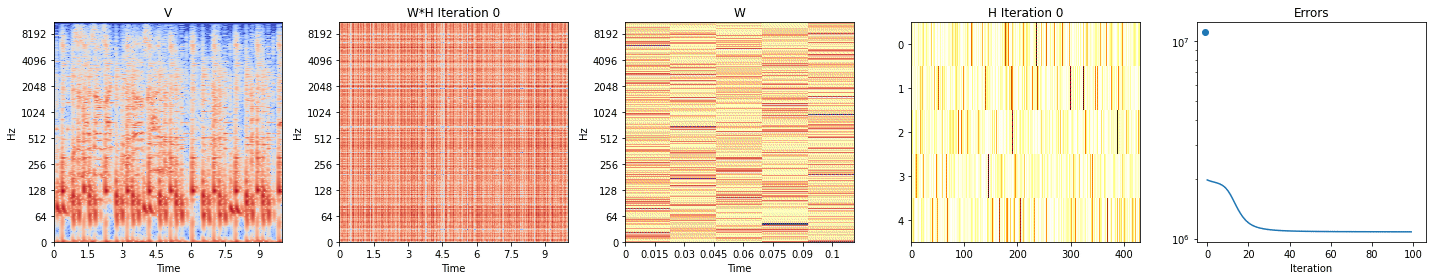 V
W*H Iteration 0
W
H Iteration 0
Errors
8192
4096
2048
1024
512
256
128
64
0
Hz
0 1.5 3 4.5 6 7.5 9
Time
8192
4096
2048
1024
512
256
128
64
0
Hz
0 1.5 3 4.5 6 7.5 9
Time
8192
4096
2048
1024
512
256
128
64
0
Hz
0 0.015 0.03 0.045 0.06 0.075 0.09 0.1
Time
0
1
2
3
4
0 100 200 300 400
10⁷
10⁶
0 20 40 60 80 100
Iteration